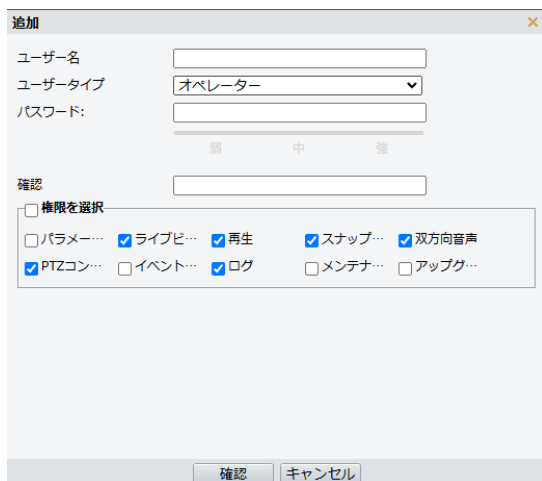 追加
ユーザー名
ユーザータイプ オペレーター
パスワード:
弱 中 強
確認
権限を選択
パラメー… ライブビ… 再生 スナップ… 双方向音声
PTZコン… イベント… ログ メンテナ… アップグ…
確認 キャンセル